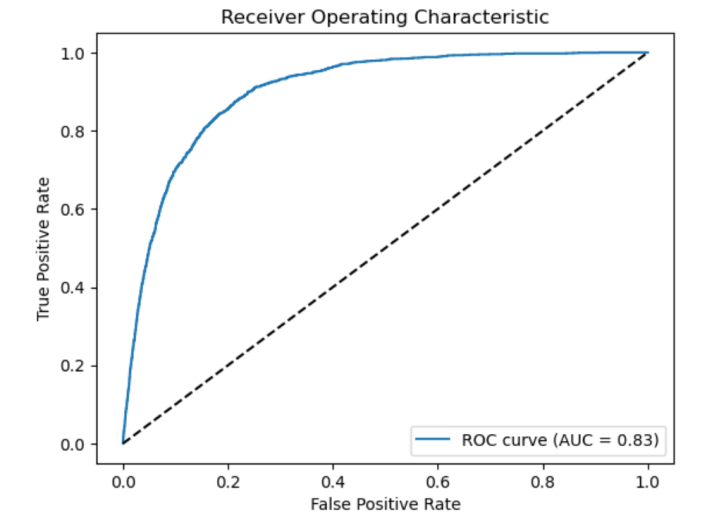 Receiver Operating Characteristic
1.0
0.8
0.6
0.4
0.2
0.0
True Positive Rate
ROC curve (AUC = 0.83)
0.0 0.2 0.4 0.6 0.8 1.0
False Positive Rate